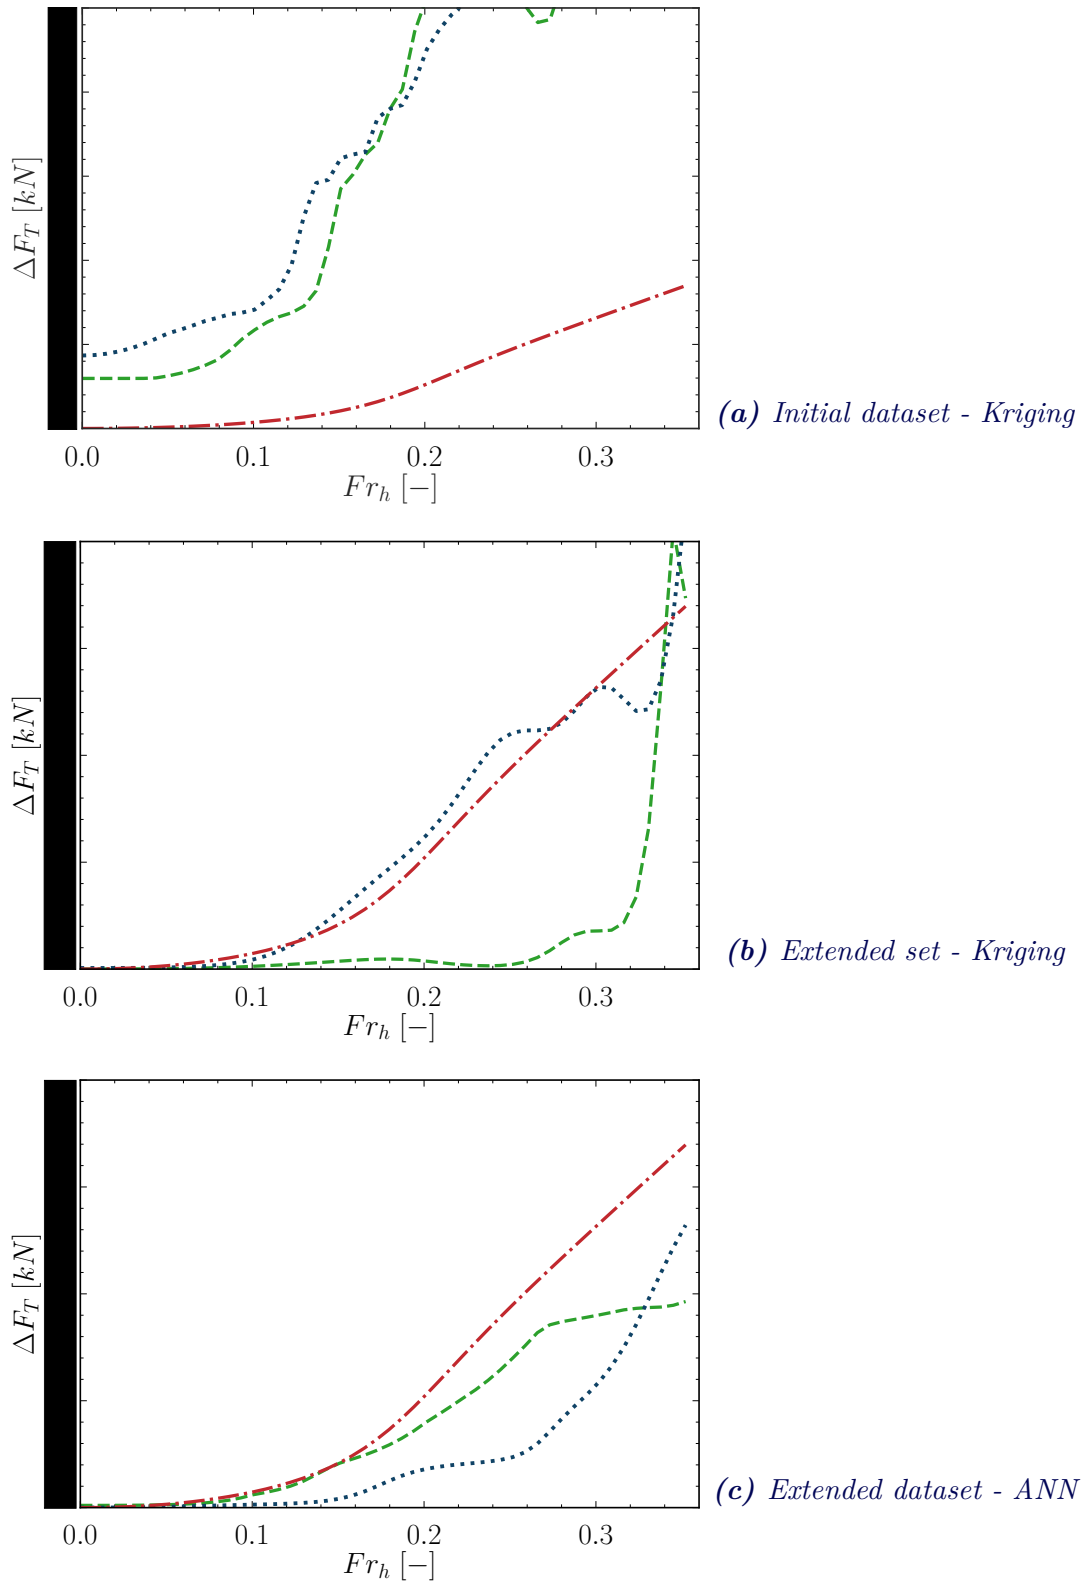 ΔF_T [kN]
0.0 0.1 0.2 0.3
Fr_h [−]
(a) Initial dataset - Kriging
ΔF_T [kN]
0.0 0.1 0.2 0.3
Fr_h [−]
(b) Extended set - Kriging
ΔF_T [kN]
0.0 0.1 0.2 0.3
Fr_h [−]
(c) Extended dataset - ANN